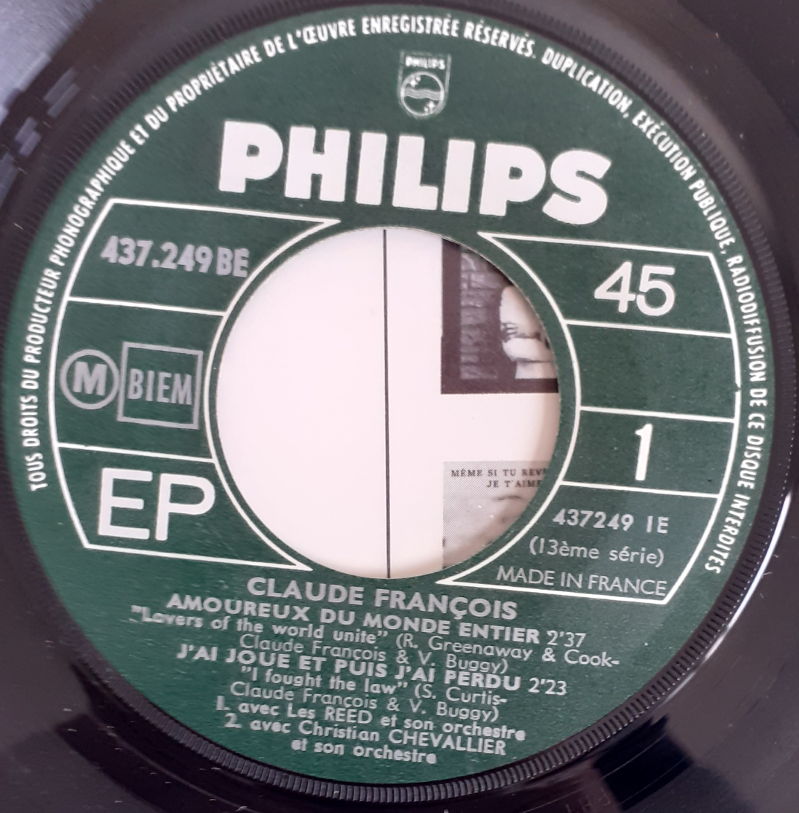 TOUS DROITS DU PRODUCTEUR PHONOGRAPHIQUE ET DU PROPRIÉTAIRE DE L'ŒUVRE ENREGISTRÉE RÉSERVÉS. DUPLICATION, EXÉCUTION PUBLIQUE, RADIODIFFUSION DE CE DISQUE INTERDITES
PHILIPS
PHILIPS
437.249 BE
45
M BIEM
1
EP
437249 1E
(13ème série)
MADE IN FRANCE
MÊME SI TU REV
JE T'AIME
CLAUDE FRANÇOIS
AMOUREUX DU MONDE ENTIER 2'37
"Lovers of the world unite" (R. Greenaway & Cook-
Claude François & V. Buggy)
J'AI JOUE ET PUIS J'AI PERDU 2'23
"I fought the law" (S. Curtis-
Claude François & V. Buggy)
1. avec Les REED et son orchestre
2. avec Christian CHEVALLIER
et son orchestre